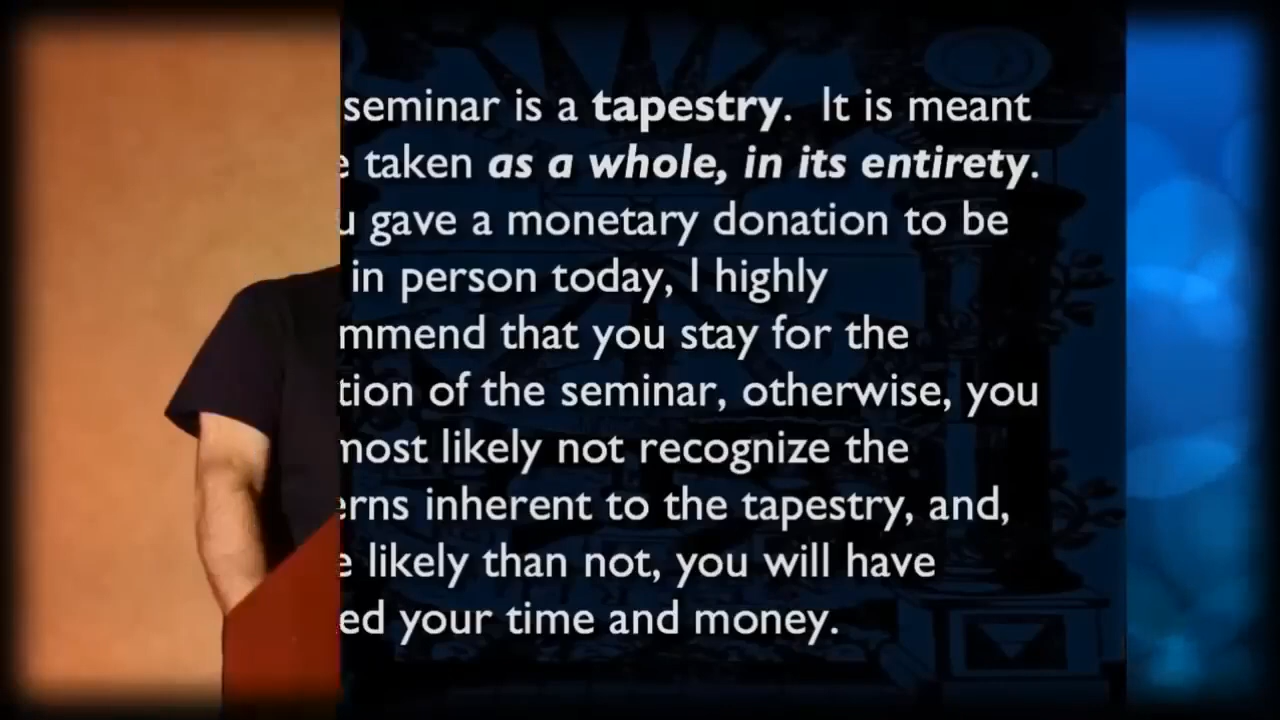 seminar is a tapestry. It is meant
e taken as a whole, in its entirety.
u gave a monetary donation to be
in person today, I highly
mmend that you stay for the
tion of the seminar, otherwise, you
most likely not recognize the
erns inherent to the tapestry, and,
e likely than not, you will have
ed your time and money.